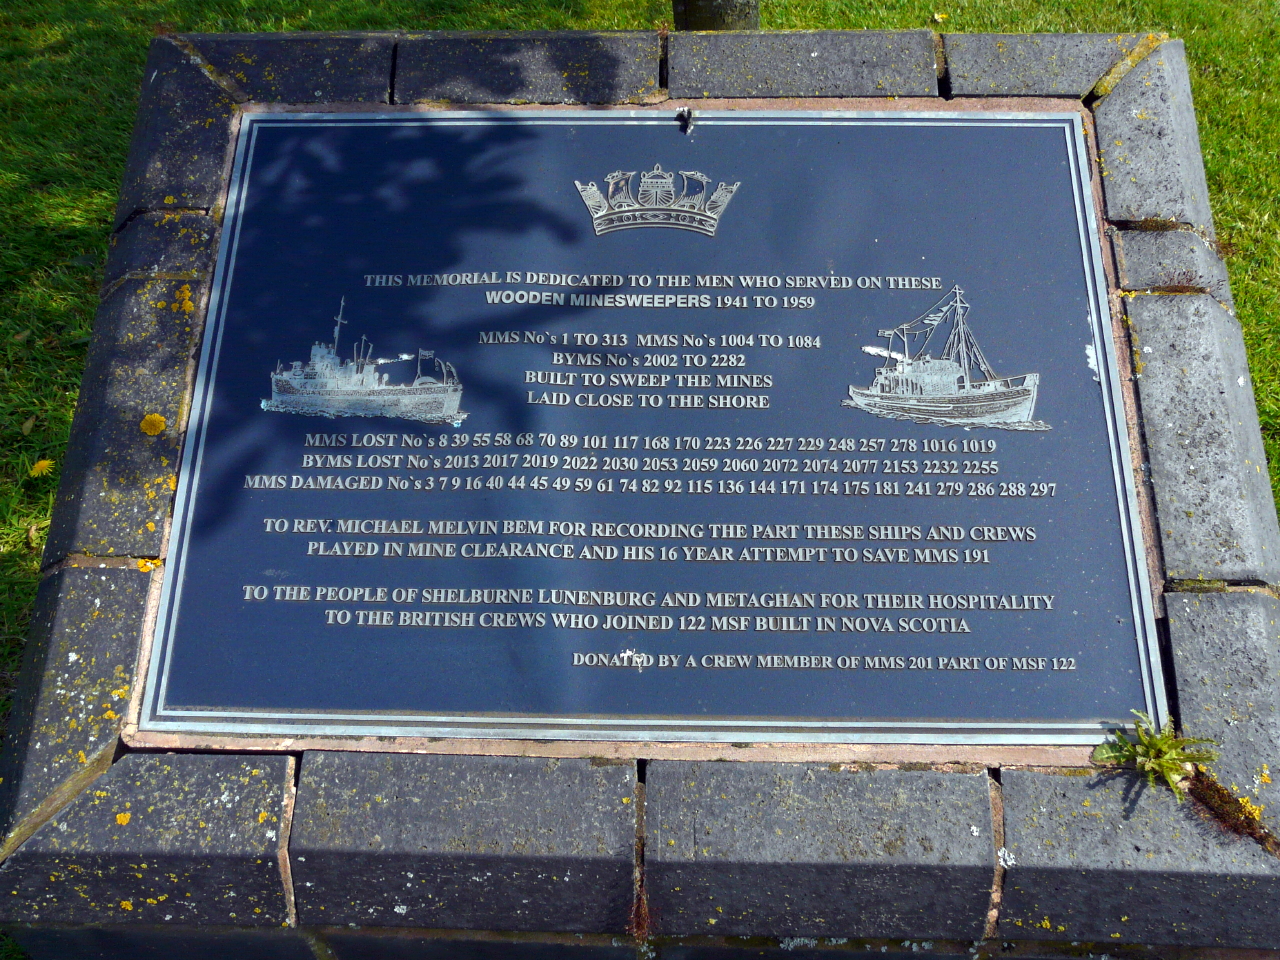 THIS MEMORIAL IS DEDICATED TO THE MEN WHO SERVED ON THESE
WOODEN MINESWEEPERS 1941 TO 1959
MMS No`s 1 TO 313 MMS No`s 1004 TO 1084
BYMS No`s 2002 TO 2282
BUILT TO SWEEP THE MINES
LAID CLOSE TO THE SHORE
MMS LOST No`s 8 39 55 58 68 70 89 101 117 168 170 223 226 227 229 248 257 278 1016 1019
BYMS LOST No`s 2013 2017 2019 2022 2030 2053 2059 2060 2072 2074 2077 2153 2232 2255
MMS DAMAGED No`s 3 7 9 16 40 44 45 49 59 61 74 82 92 115 136 144 171 174 175 181 241 279 286 288 297
TO REV. MICHAEL MELVIN BEM FOR RECORDING THE PART THESE SHIPS AND CREWS
PLAYED IN MINE CLEARANCE AND HIS 16 YEAR ATTEMPT TO SAVE MMS 191
TO THE PEOPLE OF SHELBURNE LUNENBURG AND METAGHAN FOR THEIR HOSPITALITY
TO THE BRITISH CREWS WHO JOINED 122 MSF BUILT IN NOVA SCOTIA
DONATED BY A CREW MEMBER OF MMS 201 PART OF MSF 122